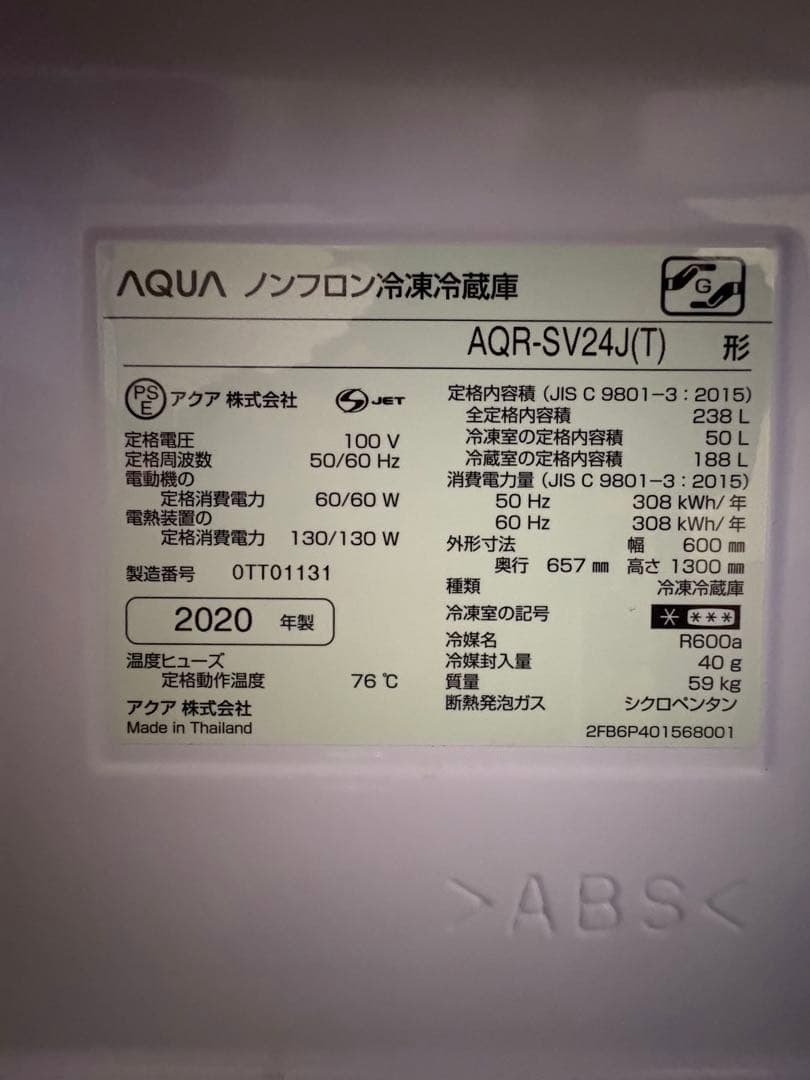 AQUA ノンフロン冷凍冷蔵庫
G
AQR-SV24J(T) 形
PS
E
アクア 株式会社
S JET
定格電圧 100 V
定格周波数 50/60 Hz
電動機の
定格消費電力 60/60 W
電熱装置の
定格消費電力 130/130 W
製造番号 0TT01131
2020 年製
温度ヒューズ
定格動作温度 76 ℃
アクア 株式会社
Made in Thailand
定格内容積 (JIS C 9801-3:2015)
全定格内容積 238 L
冷凍室の定格内容積 50 L
冷蔵室の定格内容積 188 L
消費電力量 (JIS C 9801-3:2015)
50 Hz 308 kWh/年
60 Hz 308 kWh/年
外形寸法 幅 600 ㎜
奥行 657 ㎜ 高さ 1300 ㎜
種類 冷凍冷蔵庫
冷凍室の記号 * ***
冷媒名 R600a
冷媒封入量 40 g
質量 59 kg
断熱発泡ガス シクロペンタン
2FB6P401568001
>ABS<